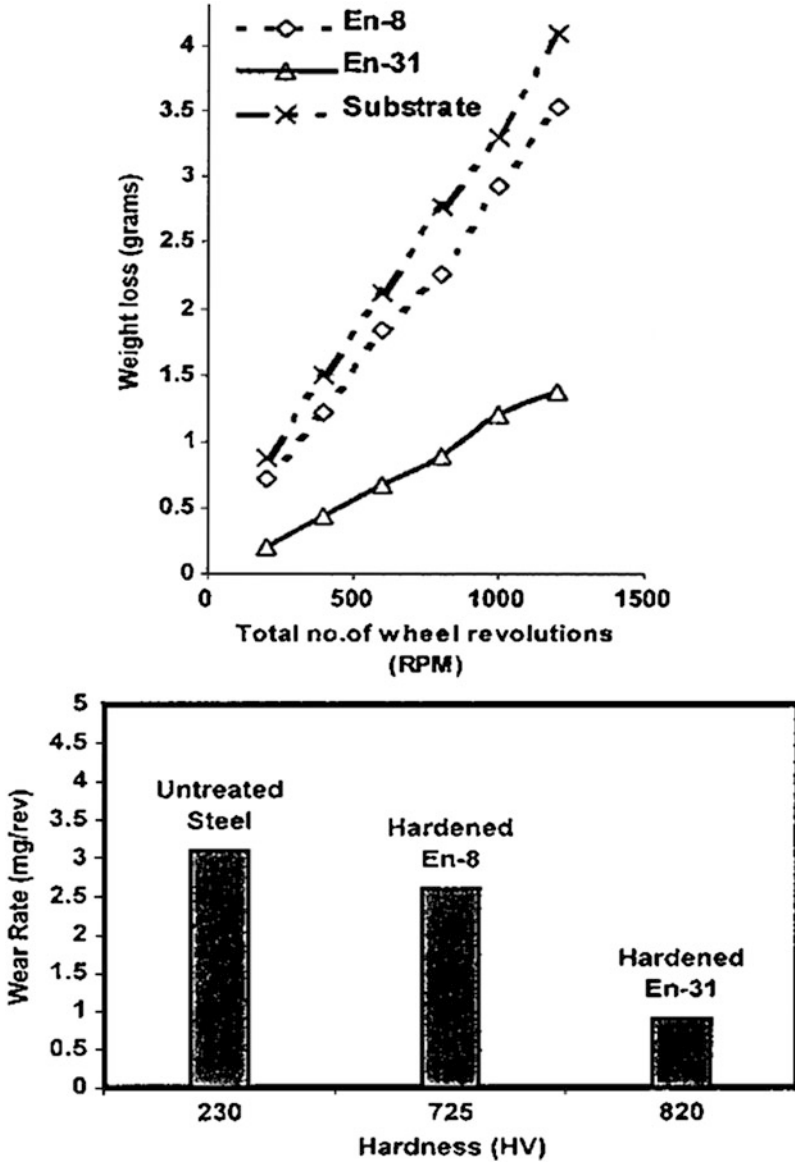 En-8
En-31
Substrate
4
3.5
3
2.5
2
1.5
1
0.5
0
Weight loss (grams)
0 500 1000 1500
Total no.of wheel revolutions
(RPM)
5
4.5
4
3.5
3
2.5
2
1.5
1
0.5
0
Wear Rate (mg/rev)
Untreated
Steel
Hardened
En-8
Hardened
En-31
230 725 820
Hardness (HV)